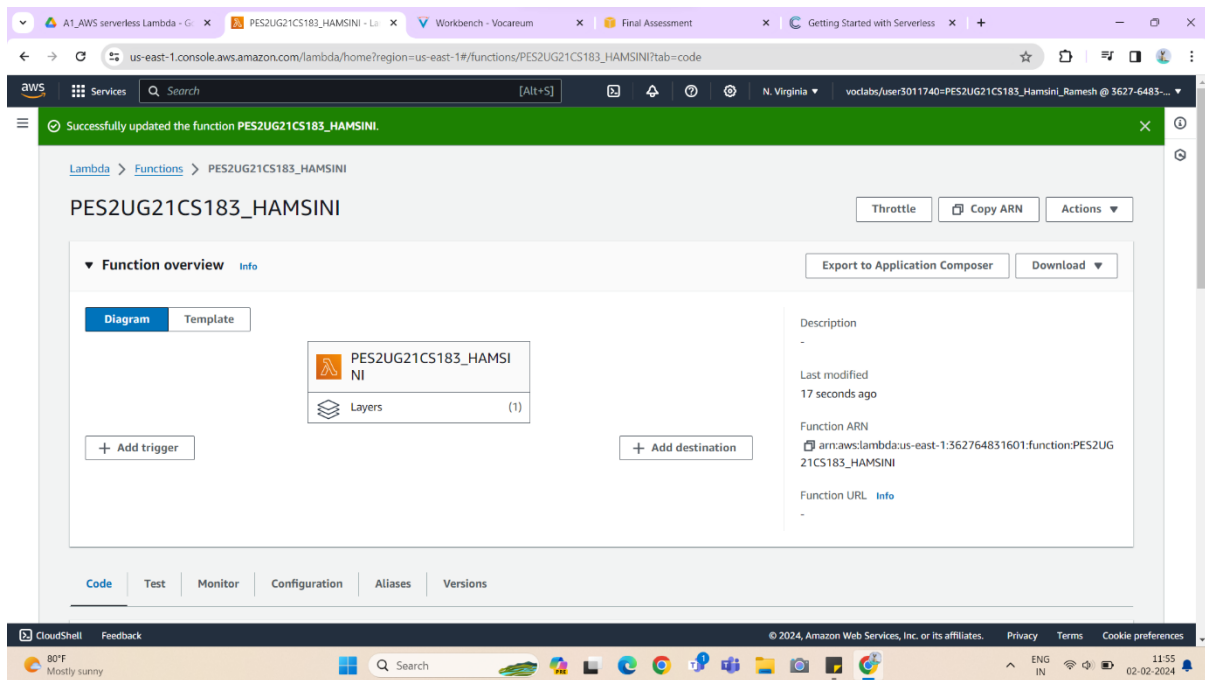 A1_AWS serverless Lambda - G
PES2UG21CS183_HAMSINI - La
Workbench - Vocareum
Final Assessment
Getting Started with Serverless
us-east-1.console.aws.amazon.com/lambda/home?region=us-east-1#/functions/PES2UG21CS183_HAMSINI?tab=code
aws
Services
Search
[Alt+S]
N. Virginia
voclabs/user3011740=PES2UG21CS183_Hamsini_Ramesh @ 3627-6483-...
Successfully updated the function PES2UG21CS183_HAMSINI.
Lambda > Functions > PES2UG21CS183_HAMSINI
PES2UG21CS183_HAMSINI
Throttle
Copy ARN
Actions
Function overview Info
Export to Application Composer
Download
Diagram
Template
PES2UG21CS183_HAMSI
NI
Layers (1)
+ Add trigger
+ Add destination
Description
-
Last modified
17 seconds ago
Function ARN
arn:aws:lambda:us-east-1:362764831601:function:PES2UG
21CS183_HAMSINI
Function URL Info
-
Code
Test
Monitor
Configuration
Aliases
Versions
CloudShell
Feedback
© 2024, Amazon Web Services, Inc. or its affiliates.
Privacy
Terms
Cookie preferences
80°F
Mostly sunny
Search
PRE
1
ENG
IN
11:55
02-02-2024